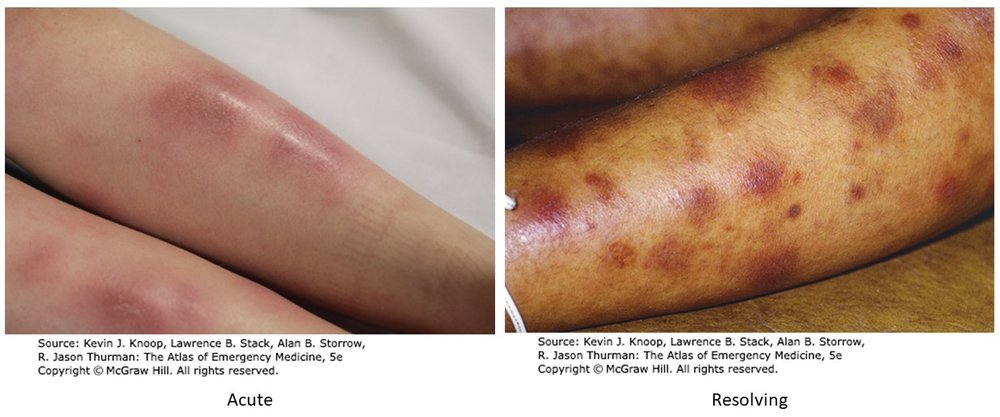 Source: Kevin J. Knoop, Lawrence B. Stack, Alan B. Storrow,
R. Jason Thurman: The Atlas of Emergency Medicine, 5e
Copyright © McGraw Hill. All rights reserved.
Acute
Source: Kevin J. Knoop, Lawrence B. Stack, Alan B. Storrow,
R. Jason Thurman: The Atlas of Emergency Medicine, 5e
Copyright © McGraw Hill. All rights reserved.
Resolving